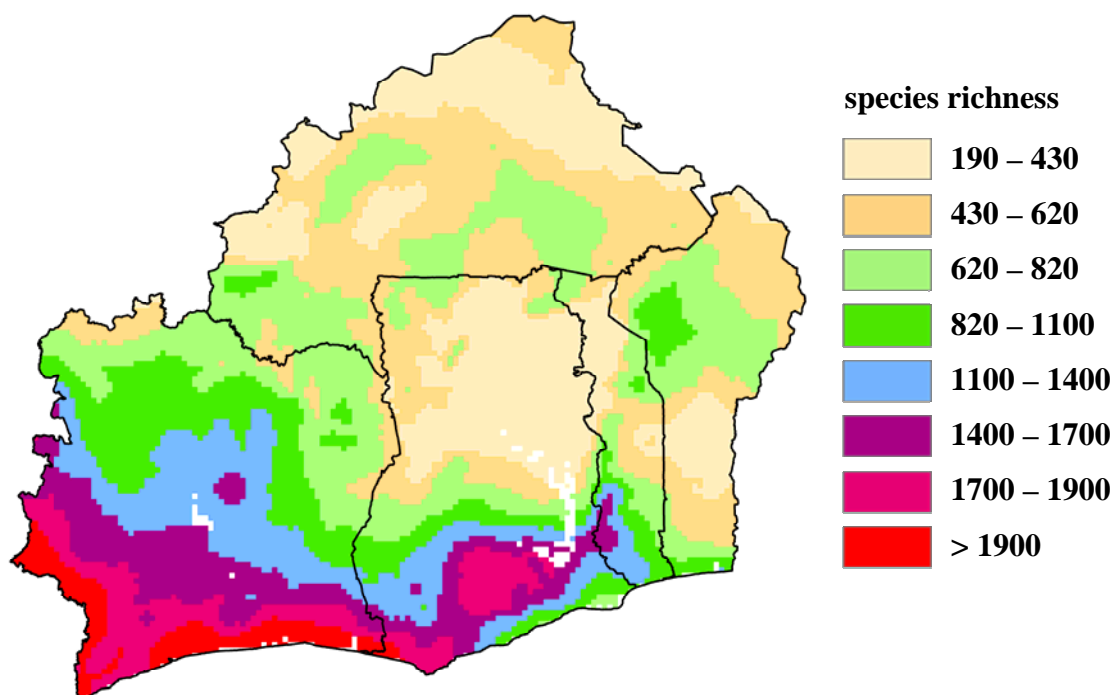 species richness
190 – 430
430 – 620
620 – 820
820 – 1100
1100 – 1400
1400 – 1700
1700 – 1900
> 1900